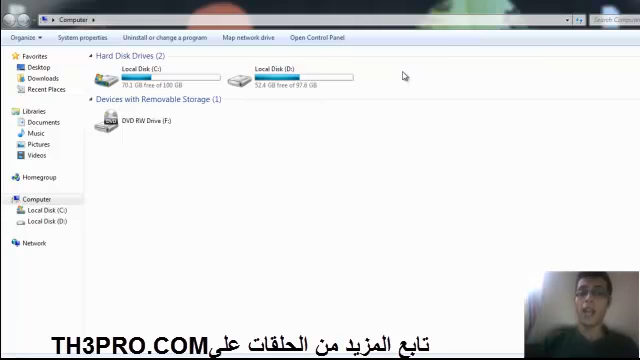 Computer
Search Computer
Organize
System properties
Uninstall or change a program
Map network drive
Open Control Panel
Favorites
Desktop
Downloads
Recent Places
Libraries
Documents
Music
Pictures
Videos
Homegroup
Computer
Local Disk (C:)
Local Disk (D:)
Network
Hard Disk Drives (2)
Local Disk (C:)
70.1 GB free of 100 GB
Local Disk (D:)
52.4 GB free of 97.6 GB
Devices with Removable Storage (1)
DVD RW Drive (F:)
DVD
تابع المزيد من الحلقات على TH3PRO.COM